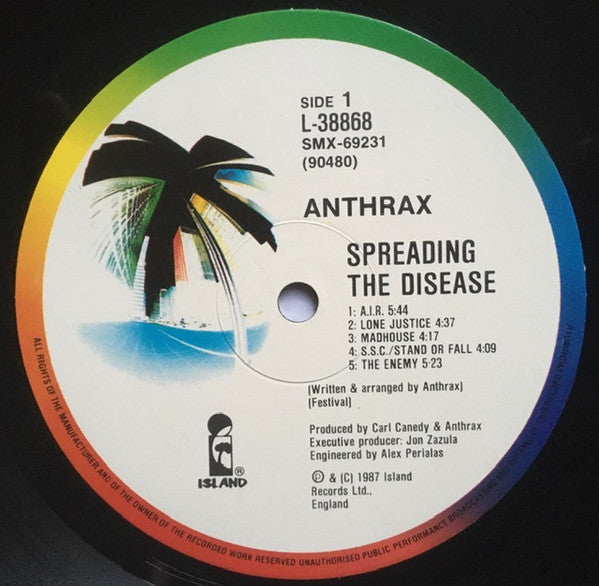 SIDE 1
L-38868
SMX-69231
(90480)
ANTHRAX
SPREADING
THE DISEASE
1: A.I.R. 5:44
2: LONE JUSTICE 4:37
3: MADHOUSE 4:17
4: S.S.C./STAND OR FALL 4:09
5: THE ENEMY 5:23
(Written & arranged by Anthrax)
(Festival)
Produced by Carl Canedy & Anthrax
Executive producer: Jon Zazula
Engineered by Alex Perialas
℗ & (C) 1987 Island
Records Ltd.,
England
i ®
ISLAND
ALL RIGHTS OF THE MANUFACTURER AND OF THE OWNER OF THE RECORDED WORK RESERVED UNAUTHORISED PUBLIC PERFORMANCE BROADCASTING AND PROHIBITED